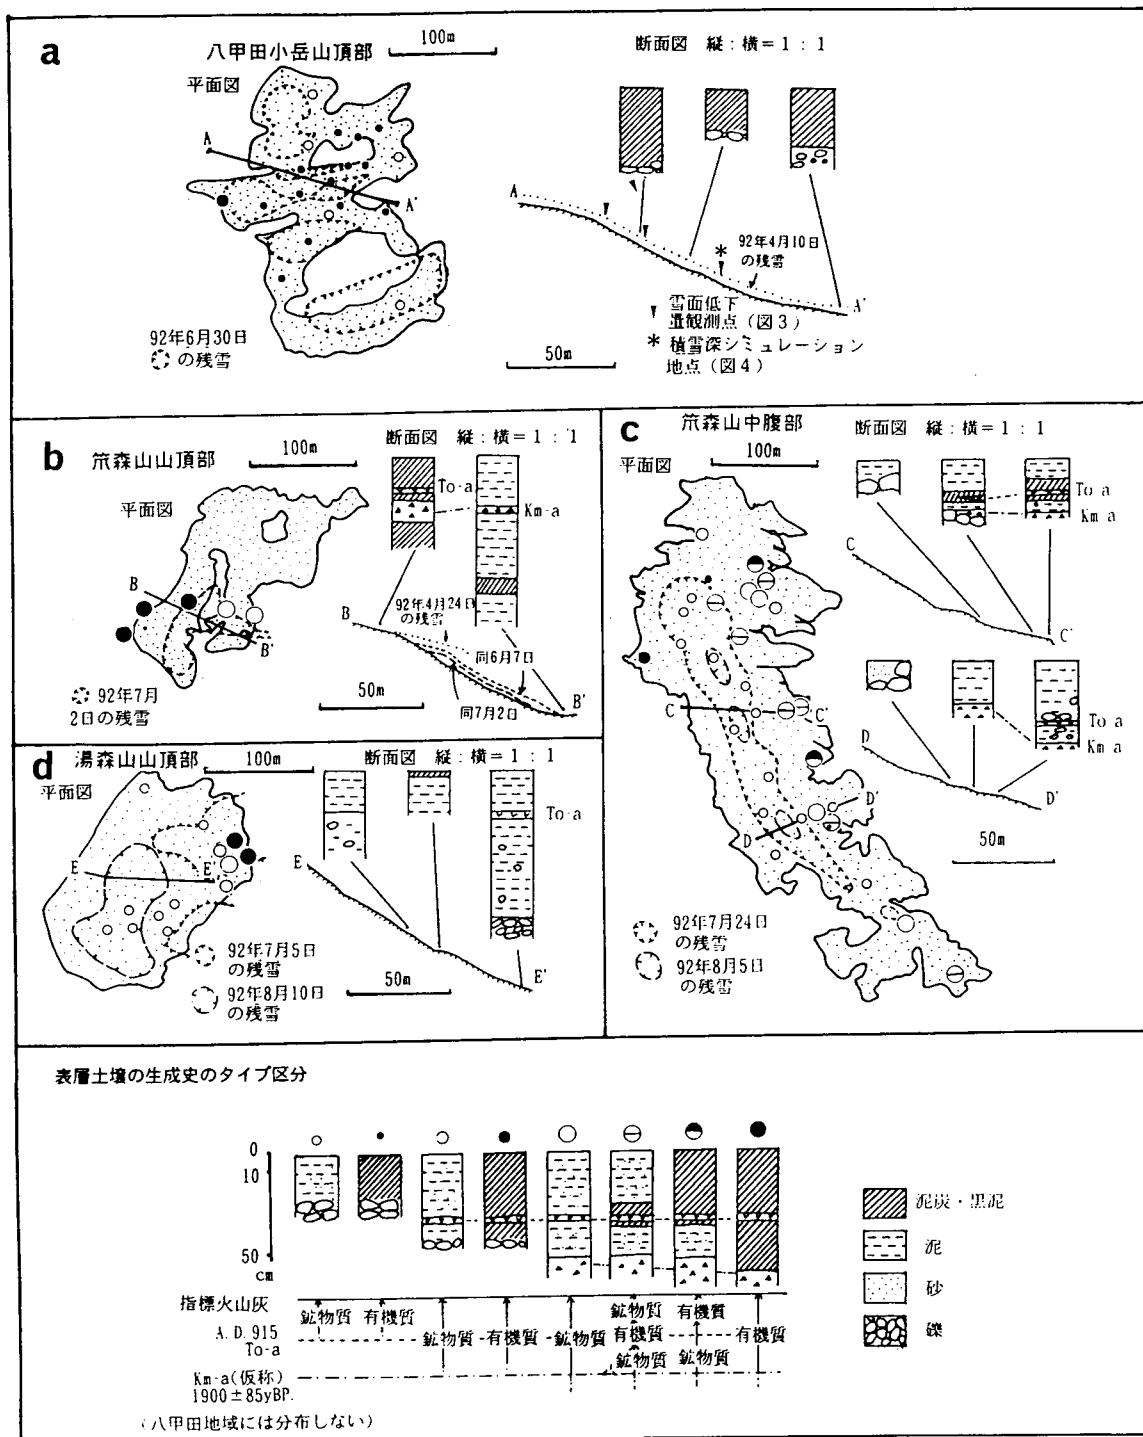 a
八甲田小岳山頂部
100m
平面図
A
A'
92年6月30日
の残雪
断面図 縦：横＝1：1
A
92年4月10日
の残雪
A'
雪面低下
量観測点（図3）
＊積雪深シミュレーション
地点（図4）
50m
b
笊森山山頂部
100m
平面図
B
B'
92年7月
2日の残雪
断面図 縦：横＝1：1
To-a
Km-a
92年4月24日
の残雪
B
同6月7日
B'
同7月2日
50m
c
笊森山中腹部
100m
平面図
断面図 縦：横＝1：1
To-a
Km-a
C
C'
C
C'
To-a
Km-a
D
D'
D
D'
50m
92年7月24日
の残雪
92年8月5日
の残雪
d
湯森山山頂部
100m
平面図
断面図 縦：横＝1：1
To-a
E
E'
E
E'
92年7月5日
の残雪
92年8月10日
の残雪
50m
表層土壌の生成史のタイプ区分
0
10
50
cm
泥炭・黒泥
泥
砂
礫
指標火山灰
鉱物質 有機質 鉱物質 有機質
A.D.915
To-a
鉱物質 有機質 鉱物質 有機質 有機質
鉱物質 鉱物質
Km-a（仮称）
1900±85yBP.
（八甲田地域には分布しない）